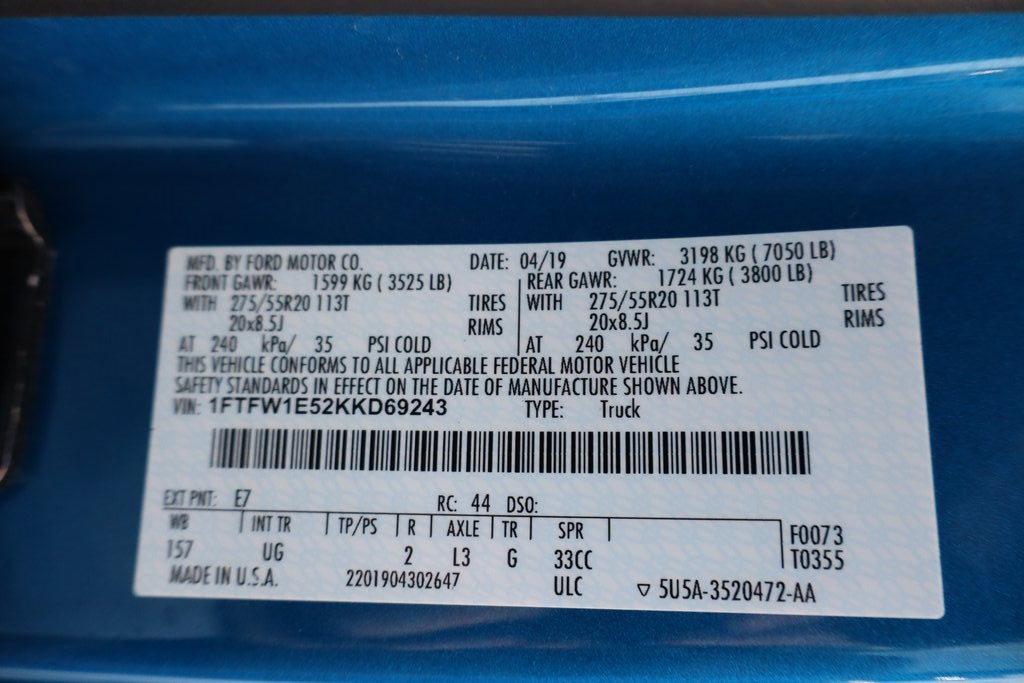 MFD. BY FORD MOTOR CO. DATE: 04/19 GVWR: 3198 KG ( 7050 LB)
FRONT GAWR: 1599 KG ( 3525 LB) REAR GAWR: 1724 KG ( 3800 LB)
WITH 275/55R20 113T TIRES WITH 275/55R20 113T TIRES
20x8.5J RIMS 20x8.5J RIMS
AT 240 kPa/ 35 PSI COLD AT 240 kPa/ 35 PSI COLD
THIS VEHICLE CONFORMS TO ALL APPLICABLE FEDERAL MOTOR VEHICLE
SAFETY STANDARDS IN EFFECT ON THE DATE OF MANUFACTURE SHOWN ABOVE.
VIN: 1FTFW1E52KKD69243 TYPE: Truck
EXT PNT: E7 RC: 44 DSO:
WB INT TR TP/PS R AXLE TR SPR F0073
157 UG 2 L3 G 33CC T0355
MADE IN U.S.A. 2201904302647 ULC ▽ 5U5A-3520472-AA